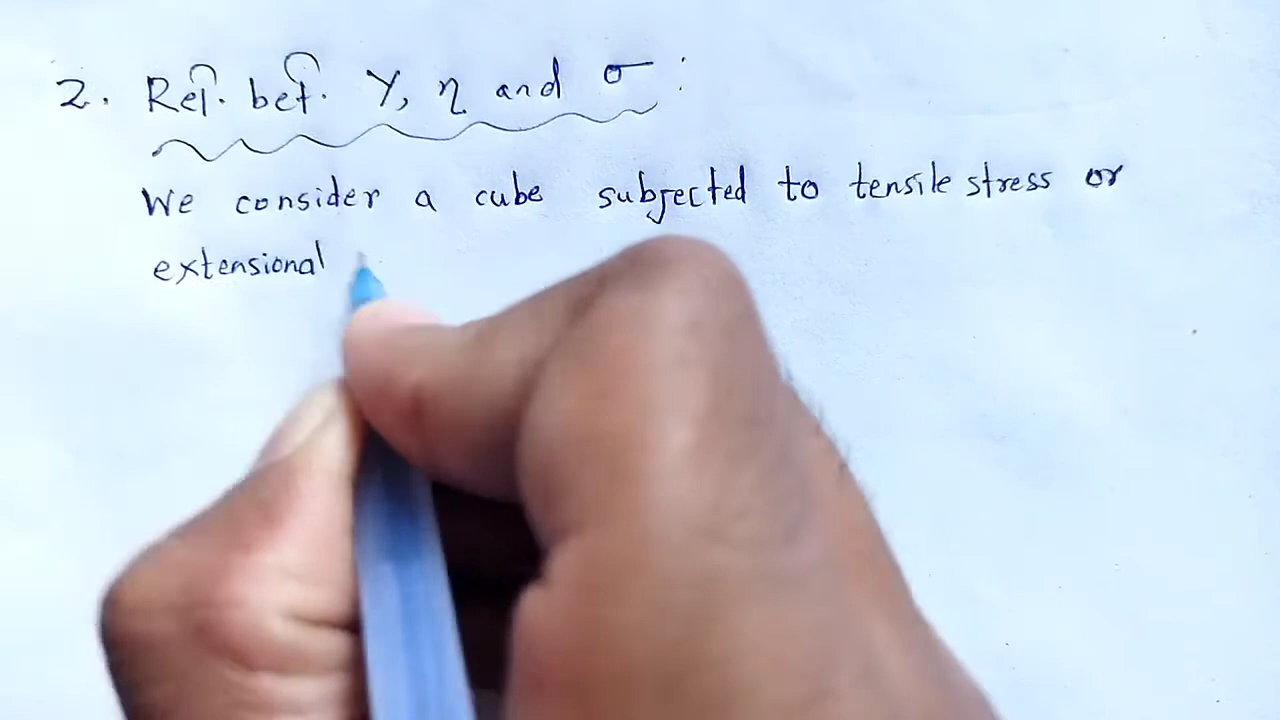 2. Rel. bet. Y, η and σ :
We consider a cube subjected to tensile stress or
extensional